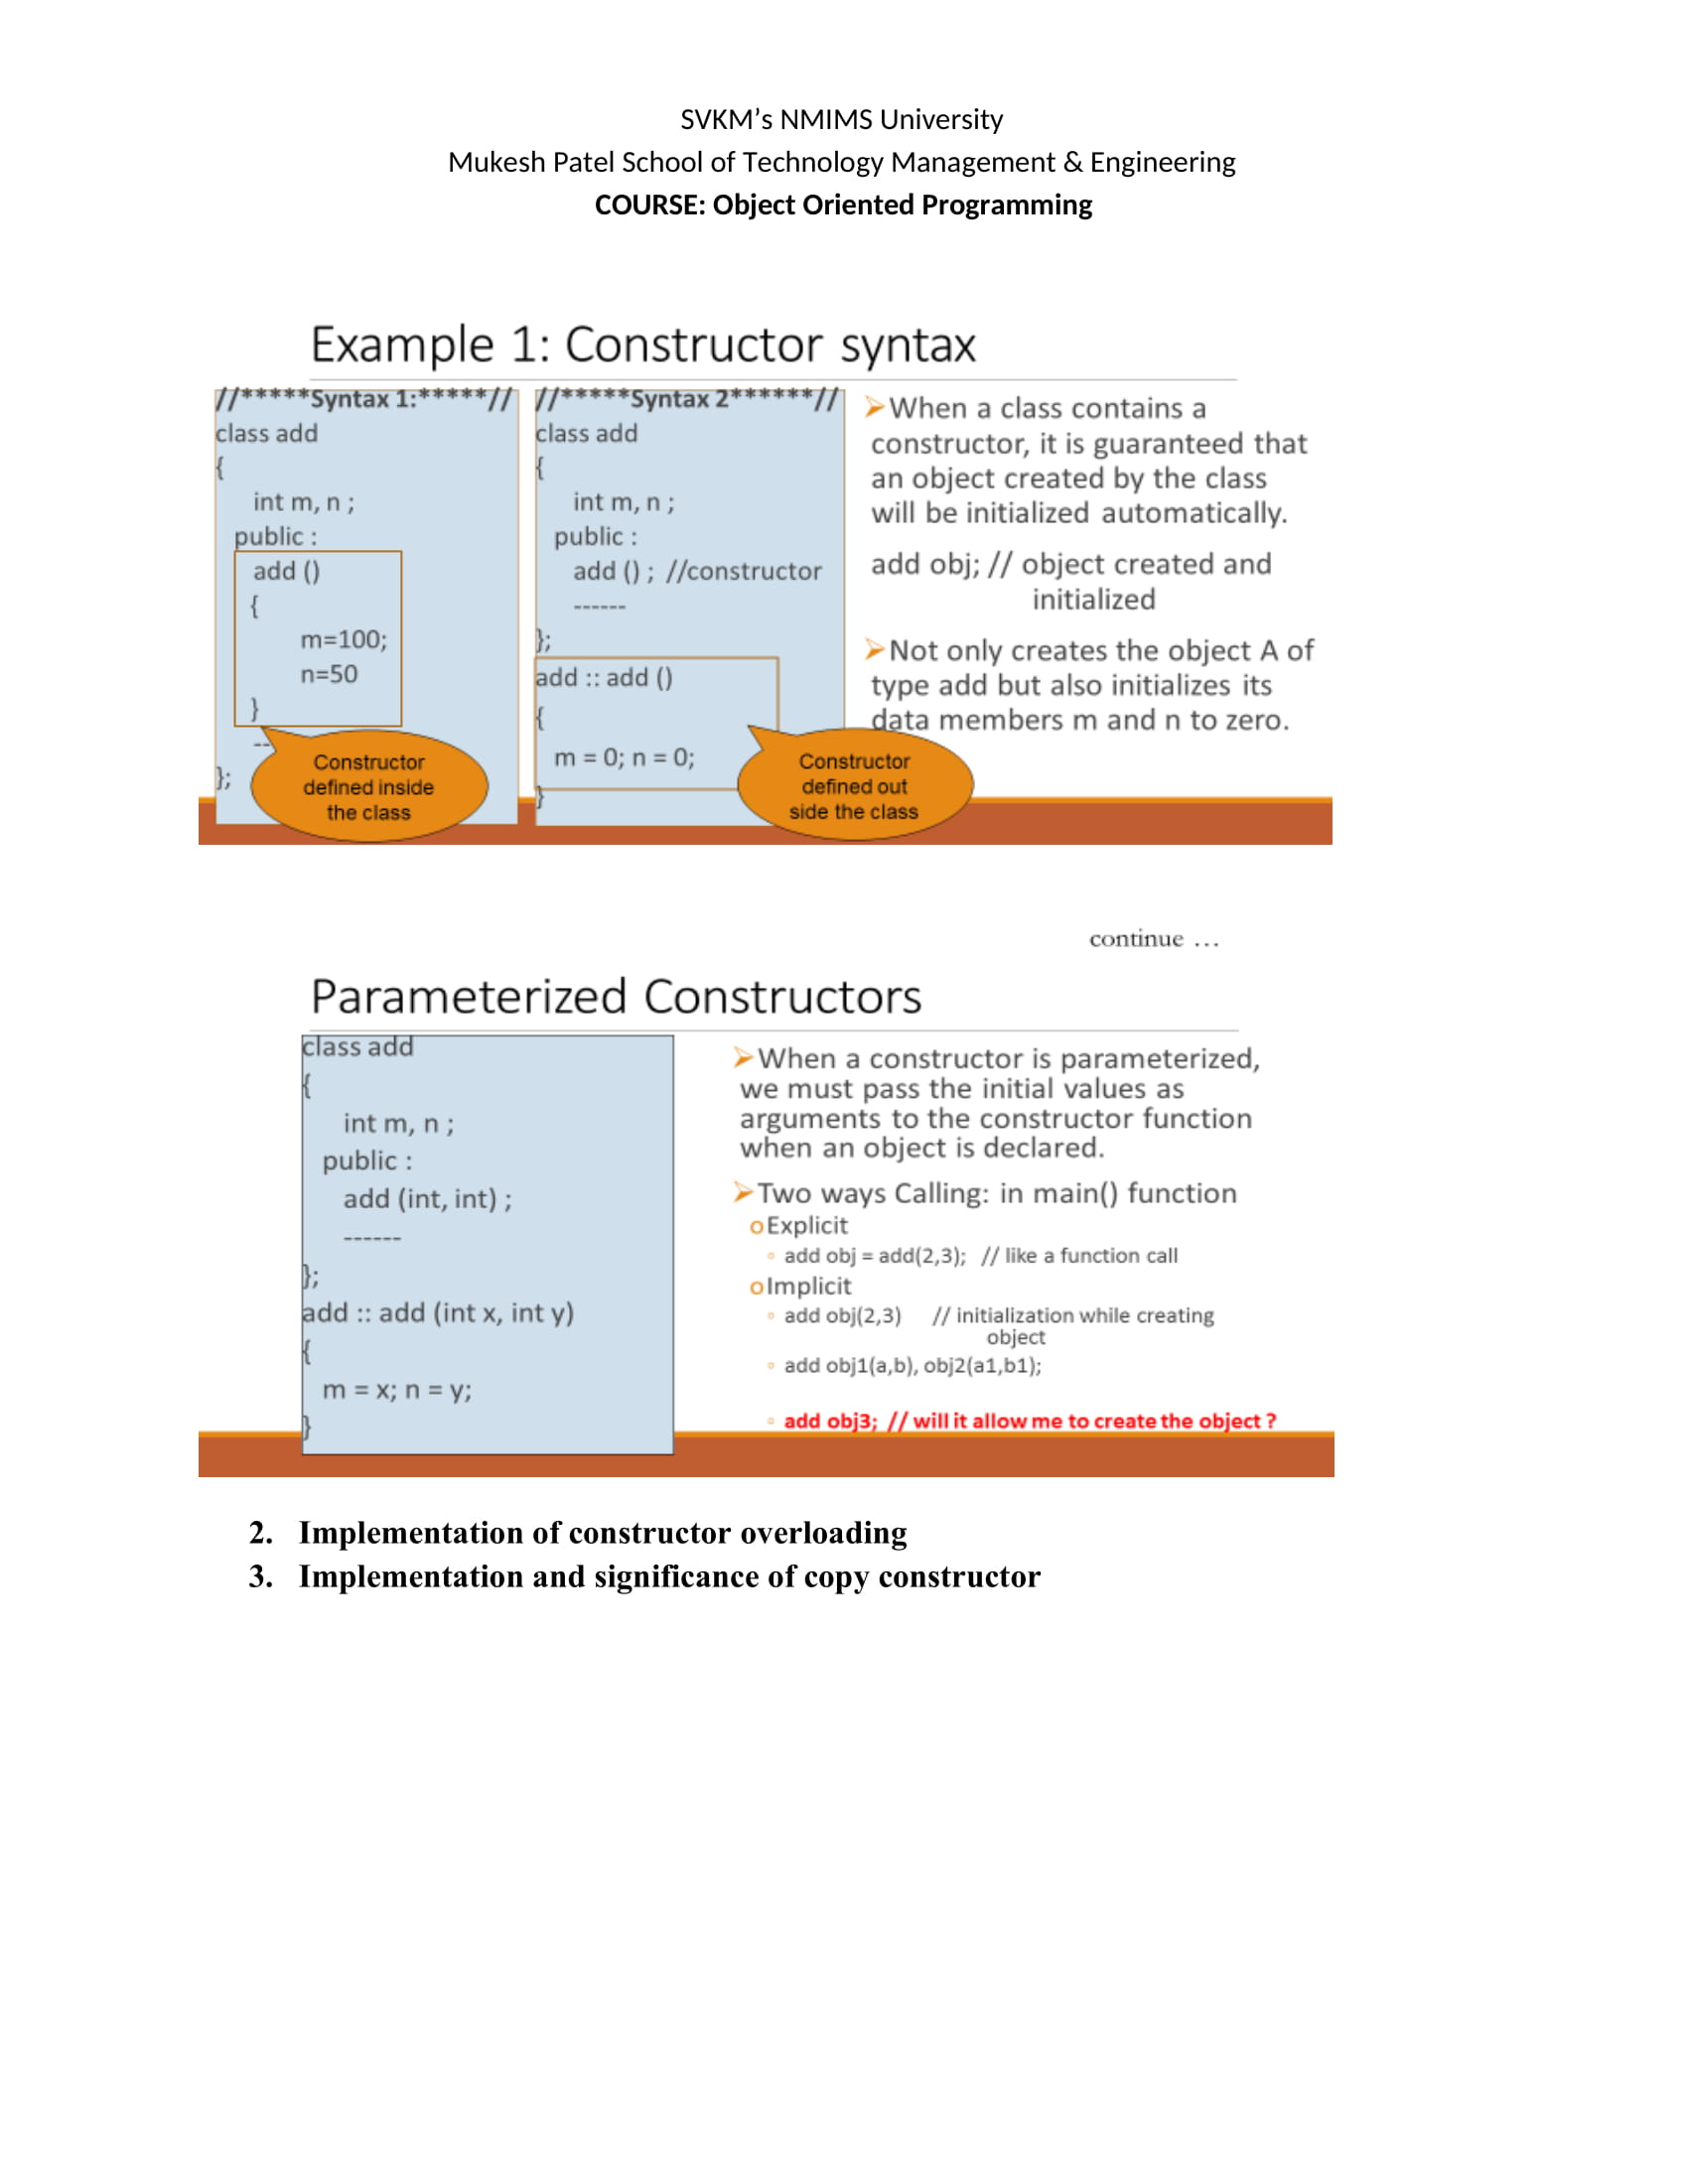 SVKM’s NMIMS University
Mukesh Patel School of Technology Management & Engineering
COURSE: Object Oriented Programming
Example 1: Constructor syntax
//*****Syntax 1:*****//
class add
{
int m, n ;
public :
add ()
{
m=100;
n=50
}
--
};
Constructor
defined inside
the class
//*****Syntax 2******//
class add
{
int m, n ;
public :
add () ; //constructor
------
};
add :: add ()
{
m = 0; n = 0;
}
Constructor
defined out
side the class
➢When a class contains a
constructor, it is guaranteed that
an object created by the class
will be initialized automatically.
add obj; // object created and
initialized
➢Not only creates the object A of
type add but also initializes its
data members m and n to zero.
continue …
Parameterized Constructors
class add
{
int m, n ;
public :
add (int, int) ;
------
};
add :: add (int x, int y)
{
m = x; n = y;
}
➢When a constructor is parameterized,
we must pass the initial values as
arguments to the constructor function
when an object is declared.
➢Two ways Calling: in main() function
oExplicit
◦ add obj = add(2,3); // like a function call
oImplicit
◦ add obj(2,3) // initialization while creating
object
◦ add obj1(a,b), obj2(a1,b1);
◦ add obj3; // will it allow me to create the object ?
2. Implementation of constructor overloading
3. Implementation and significance of copy constructor